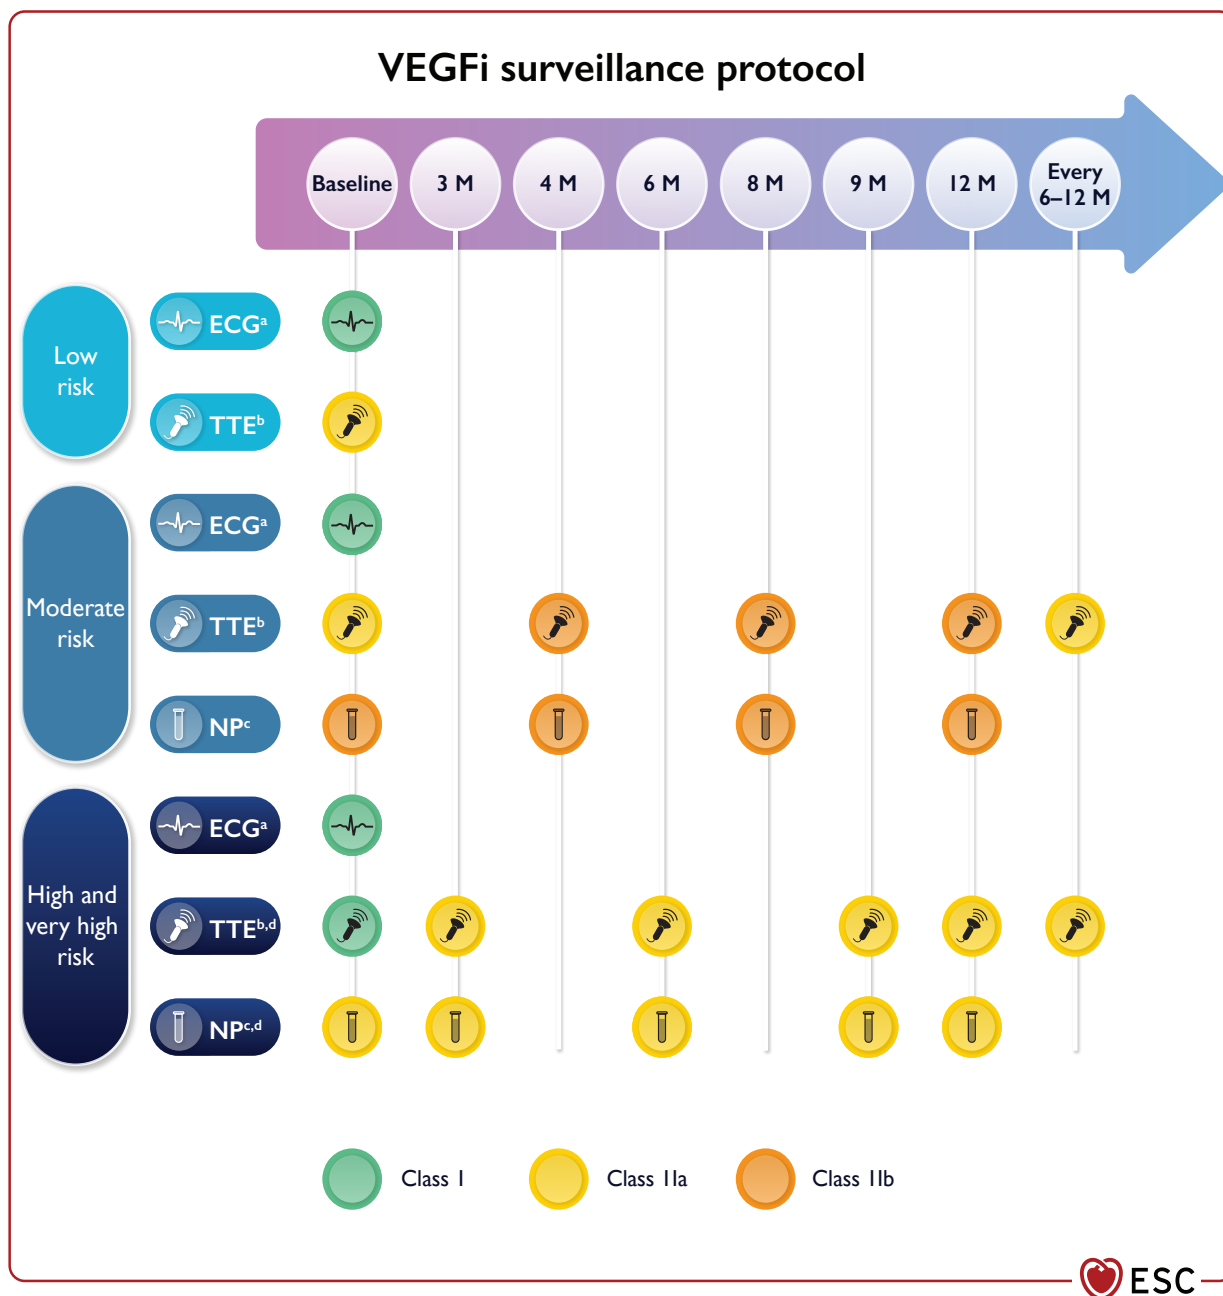 VEGFi surveillance protocol
Baseline
3 M
4 M
6 M
8 M
9 M
12 M
Every
6–12 M
Low
risk
ECGᵃ
TTEᵇ
Moderate
risk
ECGᵃ
TTEᵇ
NPᶜ
High and
very high
risk
ECGᵃ
TTEᵇ,ᵈ
NPᶜ,ᵈ
Class I
Class IIa
Class IIb
ESC